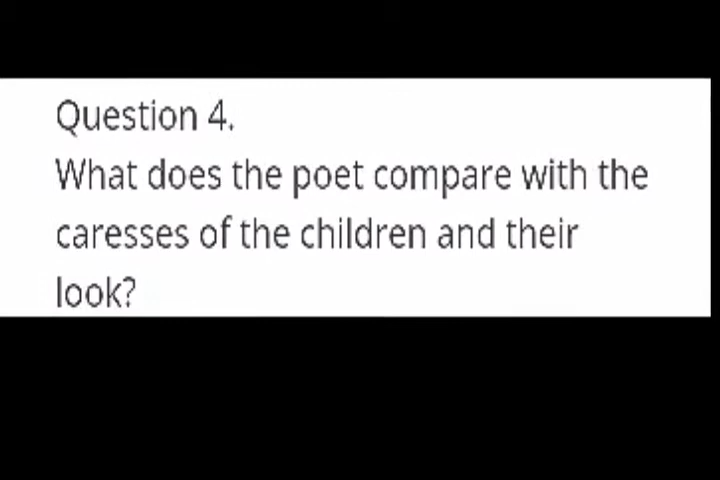 Question 4.
What does the poet compare with the
caresses of the children and their
look?